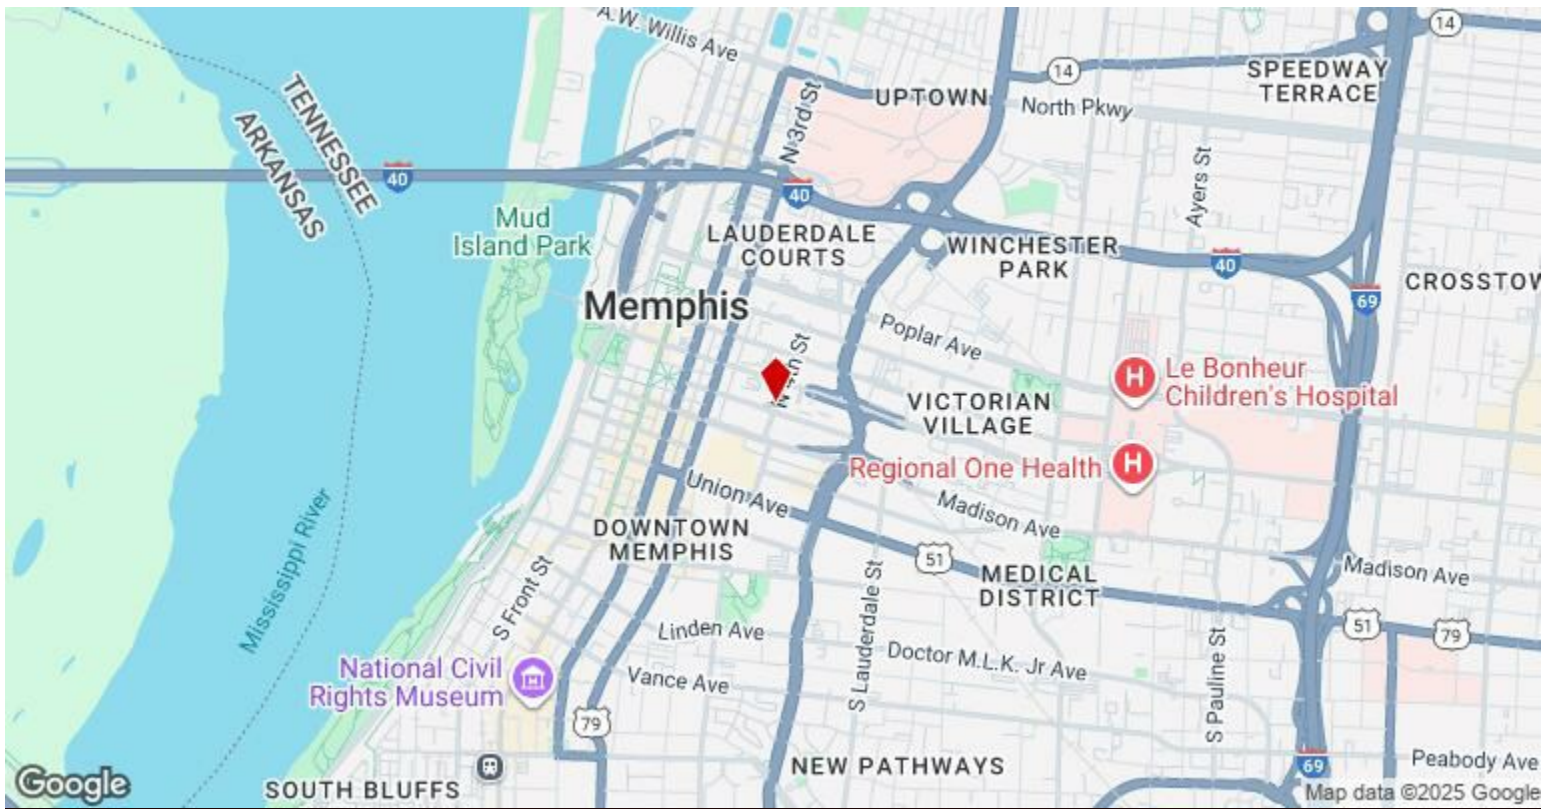 A.W. Willis Ave
14
SPEEDWAY
TERRACE
14
UPTOWN
North Pkwy
N 3rd St
TENNESSEE
ARKANSAS
40
40
Ayers St
Mud
Island Park
LAUDERDALE
COURTS
WINCHESTER
PARK
40
CROSSTOW
69
Memphis
Poplar Ave
Le Bonheur
Children's Hospital
VICTORIAN
VILLAGE
Regional One Health
Union Ave
Madison Ave
Mississippi River
DOWNTOWN
MEMPHIS
51
MEDICAL
DISTRICT
Madison Ave
S Front St
S Lauderdale St
51
79
Linden Ave
Doctor M.L.K. Jr Ave
National Civil
Rights Museum
Vance Ave
S Pauline St
79
NEW PATHWAYS
69
Peabody Ave
SOUTH BLUFFS
Google
Map data ©2025 Google